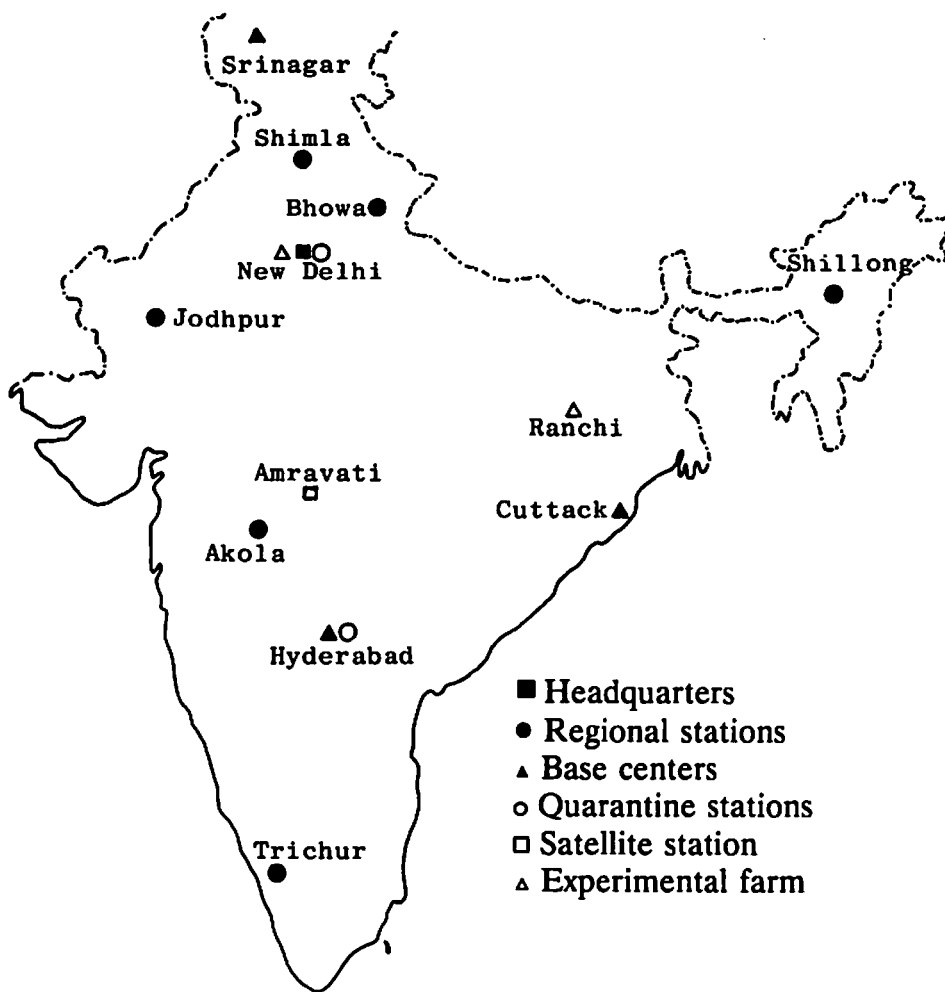 Srinagar
Shimla
Bhowa
New Delhi
Shillong
Jodhpur
Ranchi
Amravati
Cuttack
Akola
Hyderabad
Headquarters
Regional stations
Base centers
Quarantine stations
Satellite station
Experimental farm
Trichur